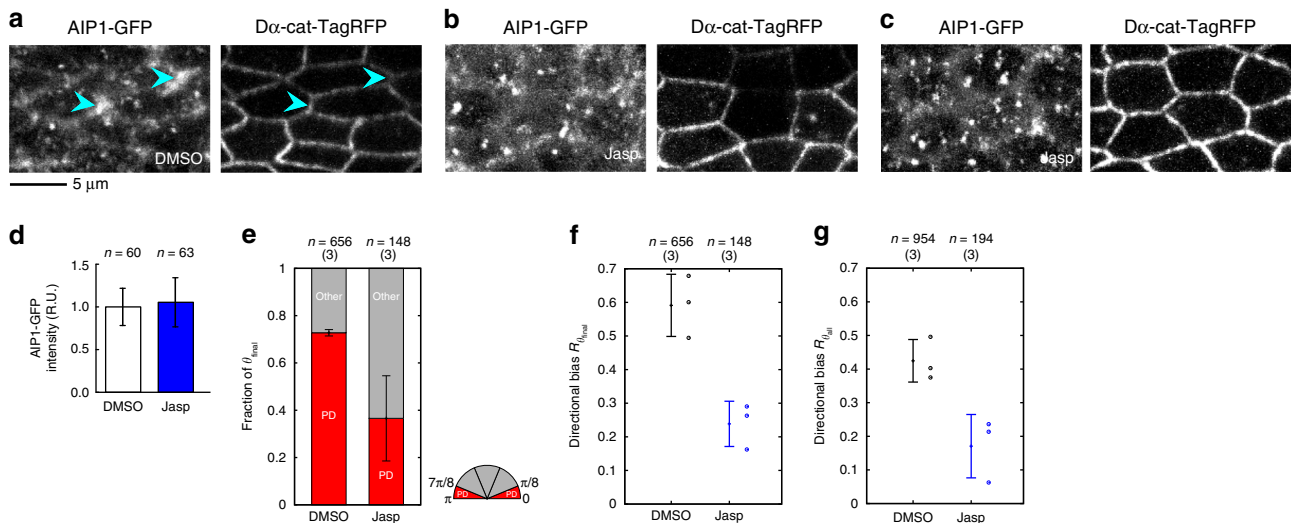 a
AIP1-GFP
Dα-cat-TagRFP
DMSO
5 μm
b
AIP1-GFP
Dα-cat-TagRFP
Jasp
c
AIP1-GFP
Dα-cat-TagRFP
Jasp
d
n = 60 n = 63
AIP1-GFP
intensity (R.U.)
1.5
1.0
0.5
0.0
DMSO Jasp
e
n = 656 n = 148
(3) (3)
Fraction of θfinal
1
0.8
0.6
0.4
0.2
0
Other Other
PD PD
DMSO Jasp
7π/8 π/8
π PD PD 0
f
n = 656 n = 148
(3) (3)
Directional bias Rθfinal
0.7
0.6
0.5
0.4
0.3
0.2
0.1
0
DMSO Jasp
g
n = 954 n = 194
(3) (3)
Directional bias Rθall
0.7
0.6
0.5
0.4
0.3
0.2
0.1
0
DMSO Jasp